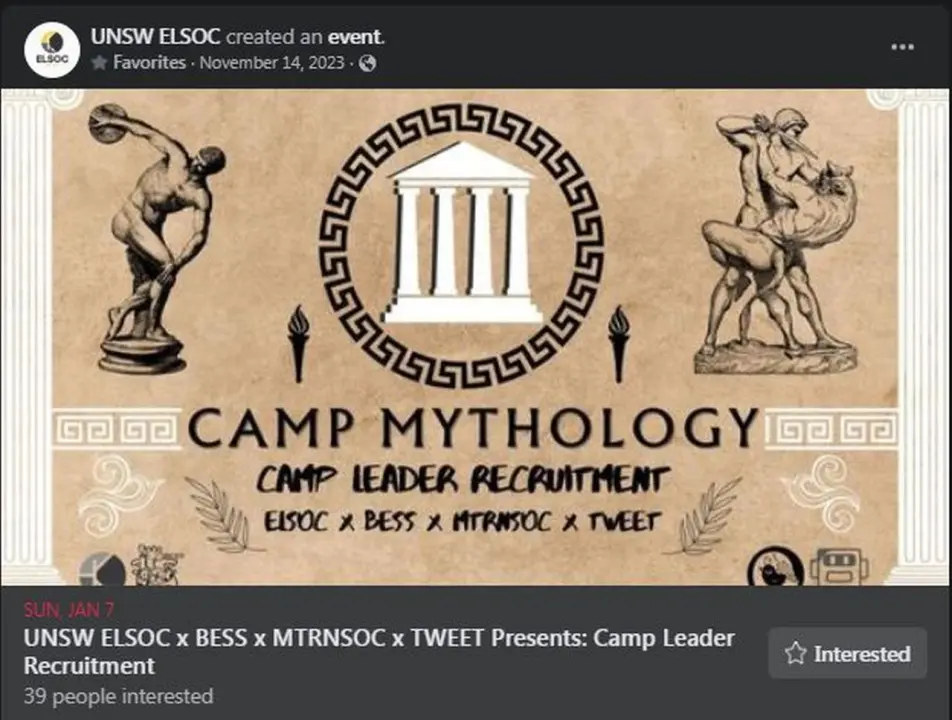 UNSW ELSOC created an event.
Favorites · November 14, 2023 ·
ELSOC
CAMP MYTHOLOGY
CAMP LEADER RECRUITMENT
ELSOC X BESS X MTRNSOC X TWEET
SUN, JAN 7
UNSW ELSOC x BESS x MTRNSOC x TWEET Presents: Camp Leader
Recruitment
Interested
39 people interested